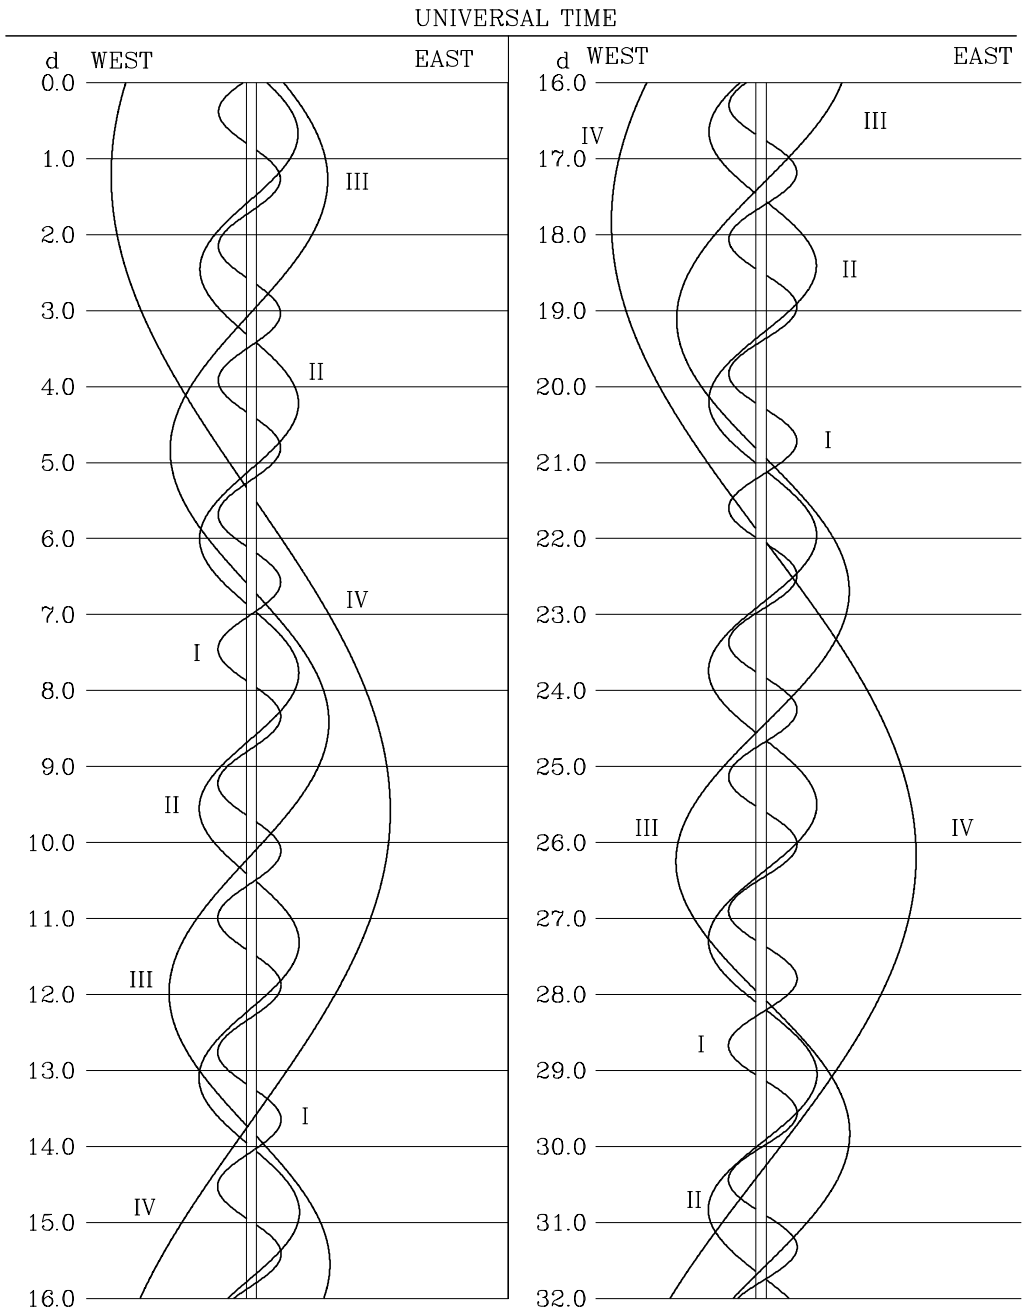 UNIVERSAL TIME
d WEST EAST
0.0
1.0
III
2.0
3.0
II
4.0
5.0
6.0
IV
7.0
I
8.0
9.0
II
10.0
11.0
III
12.0
13.0
I
14.0
IV
15.0
16.0
d WEST EAST
16.0
III
IV
17.0
18.0
II
19.0
20.0
I
21.0
22.0
23.0
24.0
25.0
III IV
26.0
27.0
28.0
I
29.0
30.0
II
31.0
32.0